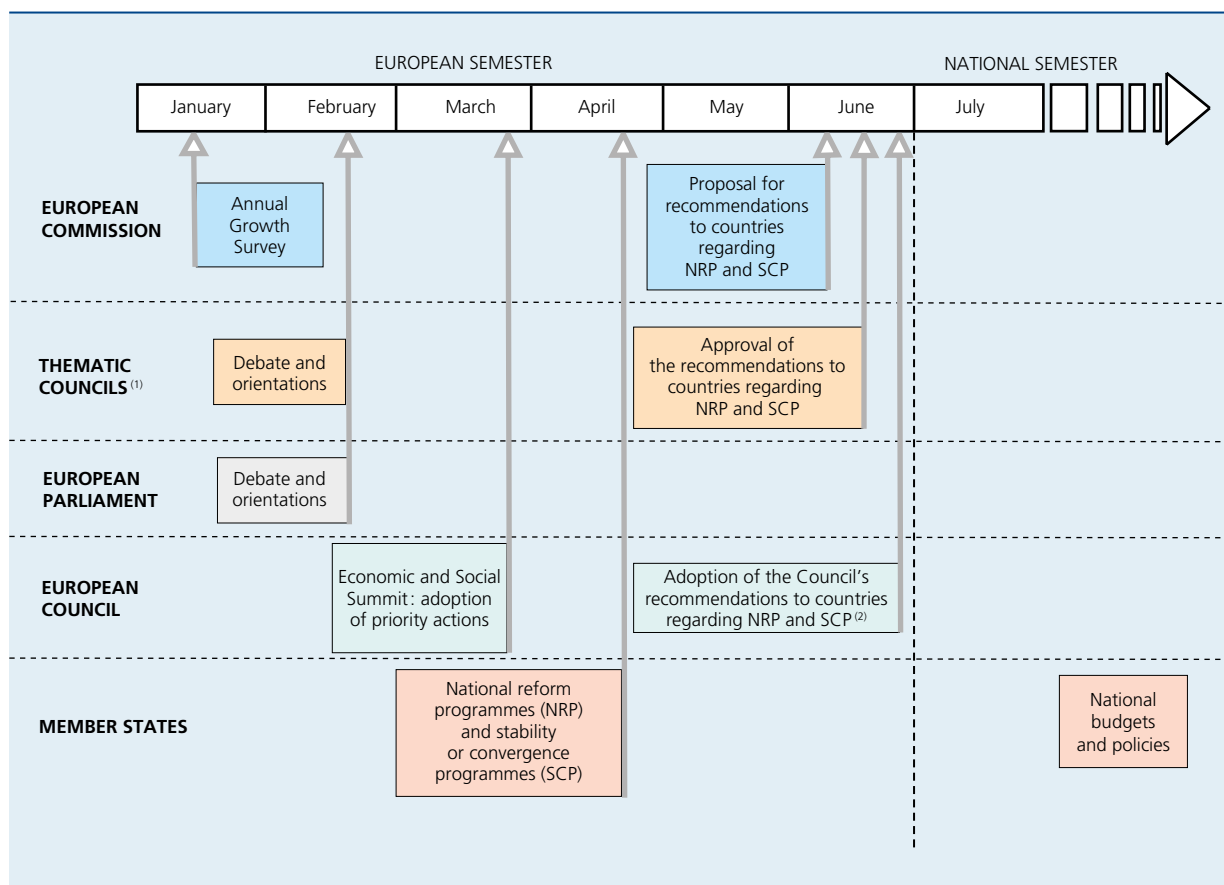 EUROPEAN SEMESTER
NATIONAL SEMESTER
January
February
March
April
May
June
July
EUROPEAN
COMMISSION
Annual
Growth
Survey
Proposal for
recommendations
to countries
regarding
NRP and SCP
THEMATIC
COUNCILS (1)
Debate and
orientations
Approval of
the recommendations to
countries regarding
NRP and SCP
EUROPEAN
PARLIAMENT
Debate and
orientations
EUROPEAN
COUNCIL
Economic and Social
Summit : adoption
of priority actions
Adoption of the Council's
recommendations to countries
regarding NRP and SCP (2)
MEMBER STATES
National reform
programmes (NRP)
and stability
or convergence
programmes (SCP)
National
budgets
and policies